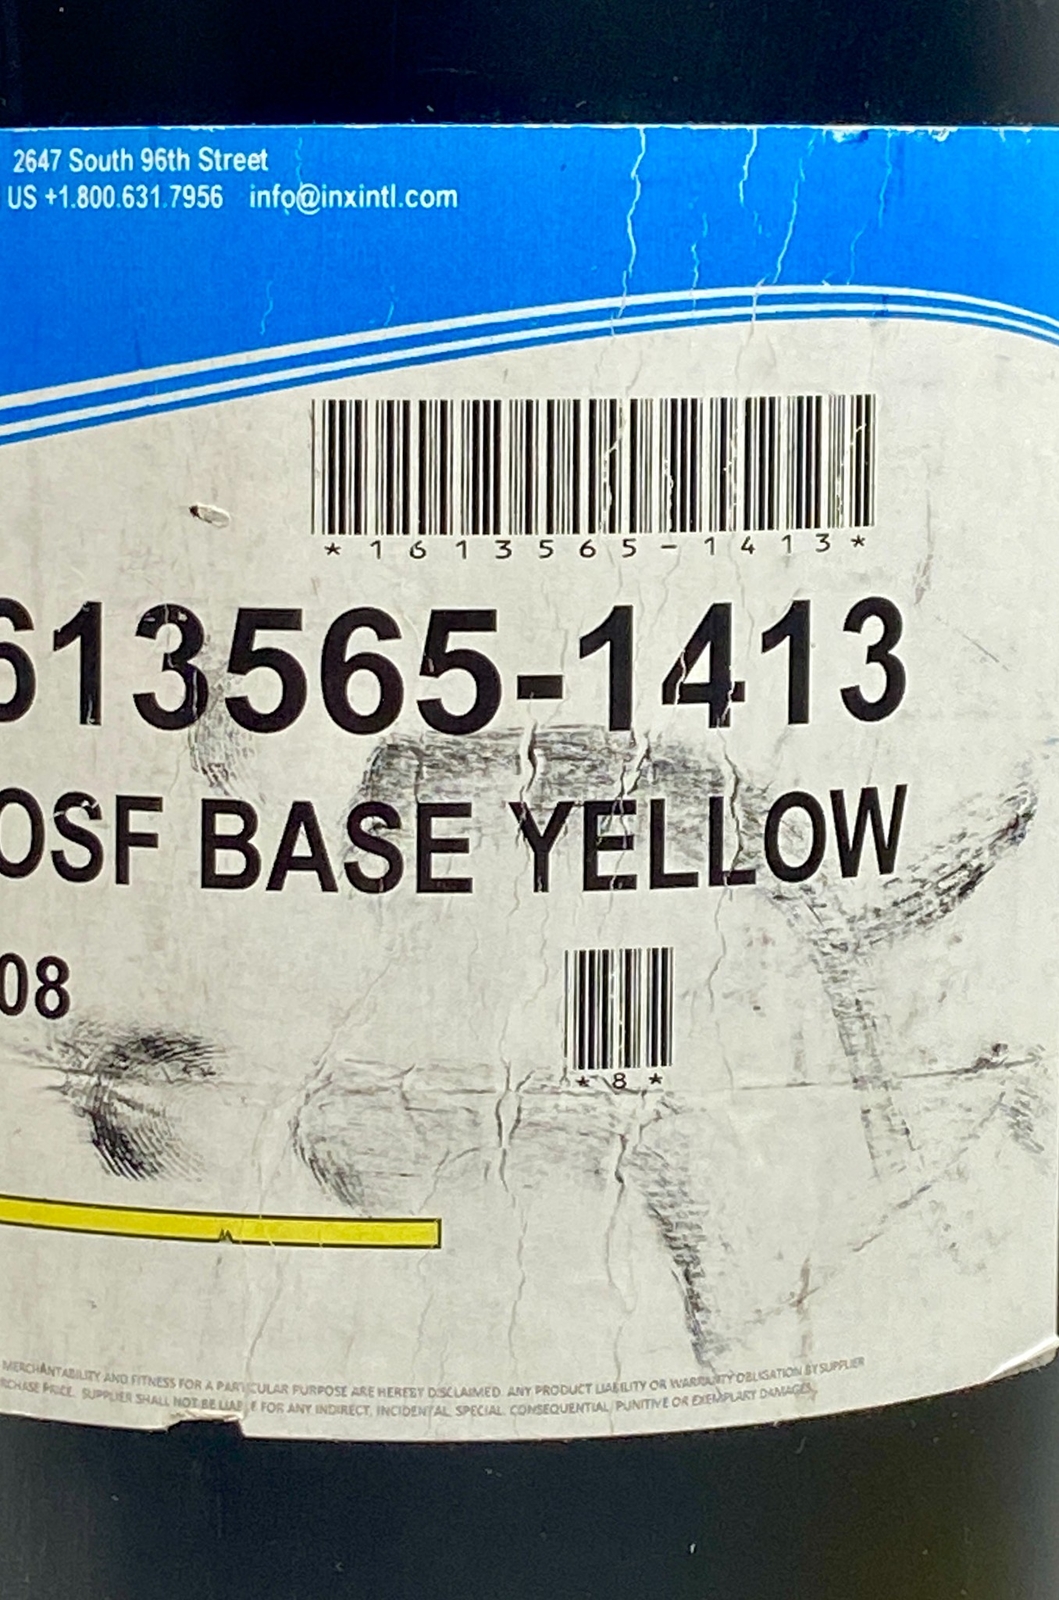 2647 South 96th Street
US +1.800.631.7956 info@inxintl.com
*1613565-1413*
613565-1413
OSF BASE YELLOW
08
*8*
MERCHANTABILITY AND FITNESS FOR A PARTICULAR PURPOSE ARE HEREBY DISCLAIMED. ANY PRODUCT LIABILITY OR WARRANTY OBLIGATION BY SUPPLIER
RCHASE PRICE. SUPPLIER SHALL NOT BE LIABLE FOR ANY INDIRECT, INCIDENTAL, SPECIAL, CONSEQUENTIAL, PUNITIVE OR EXEMPLARY DAMAGES.